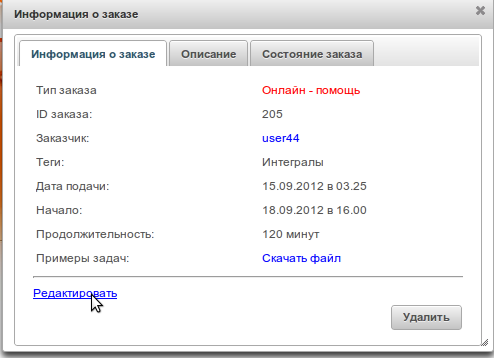 Информация о заказе
Информация о заказе Описание Состояние заказа
Тип заказа Онлайн - помощь
ID заказа: 205
Заказчик: user44
Теги: Интегралы
Дата подачи: 15.09.2012 в 03.25
Начало: 18.09.2012 в 16.00
Продолжительность: 120 минут
Примеры задач: Скачать файл
Редактировать
Удалить